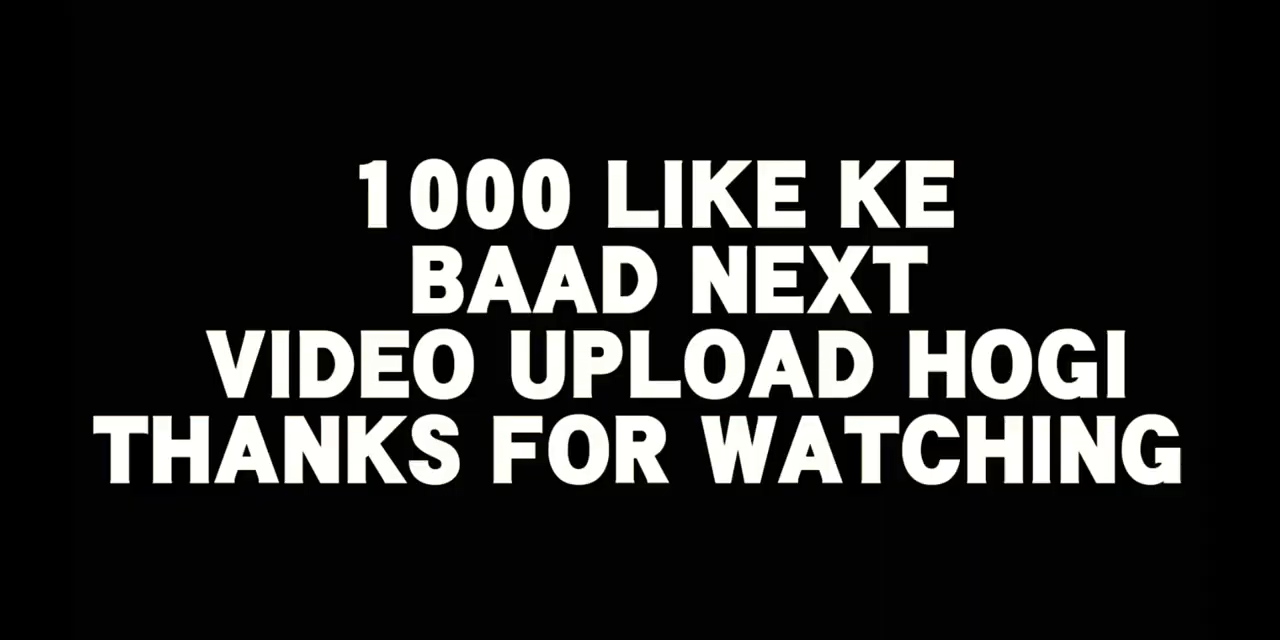 1000 LIKE KE
BAAD NEXT
VIDEO UPLOAD HOGI
THANKS FOR WATCHING